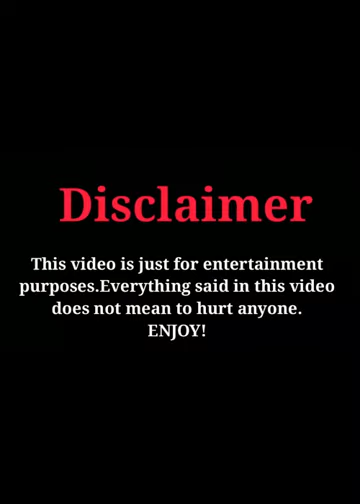 Disclaimer
This video is just for entertainment
purposes.Everything said in this video
does not mean to hurt anyone.
ENJOY!